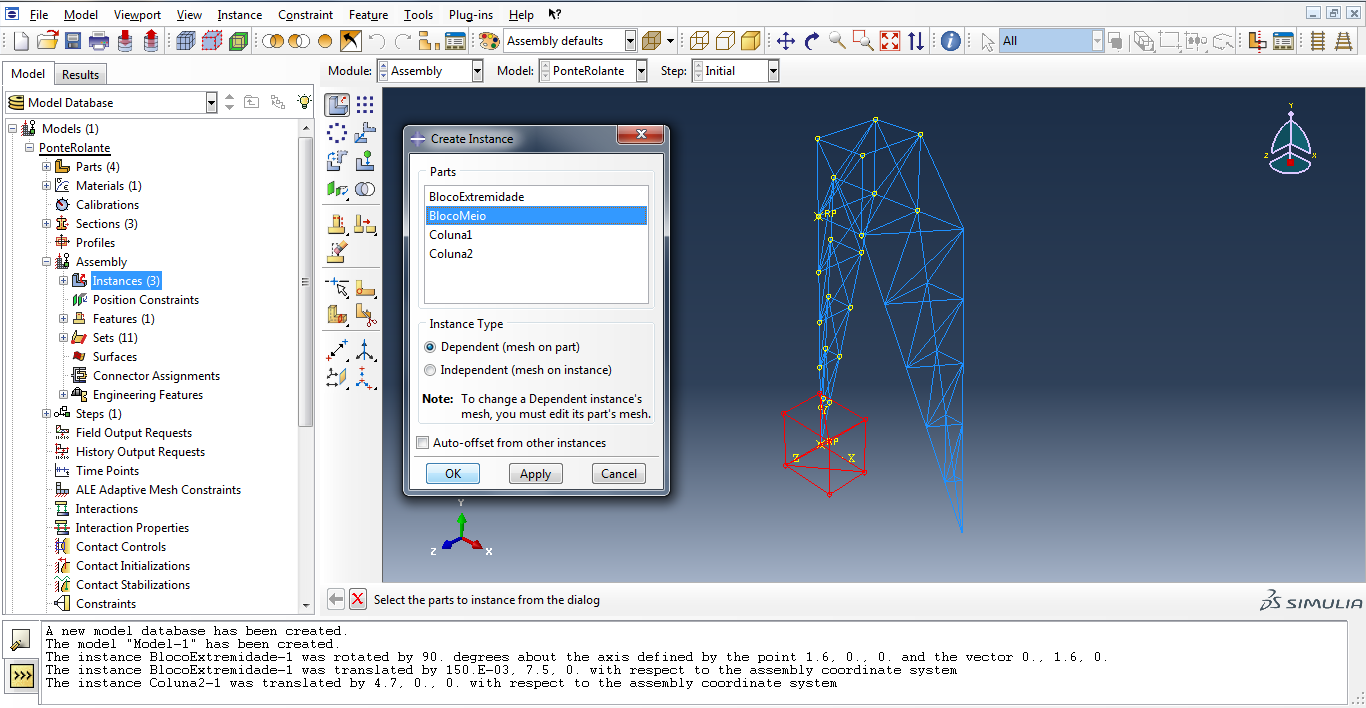 File Model Viewport View Instance Constraint Feature Tools Plug-ins Help
Assembly defaults
All
Model Results
Module: Assembly Model: PonteRolante Step: Initial
Model Database
Models (1)
PonteRolante
Parts (4)
Materials (1)
Calibrations
Sections (3)
Profiles
Assembly
Instances (3)
Position Constraints
Features (1)
Sets (11)
Surfaces
Connector Assignments
Engineering Features
Steps (1)
Field Output Requests
History Output Requests
Time Points
ALE Adaptive Mesh Constraints
Interactions
Interaction Properties
Contact Controls
Contact Initializations
Contact Stabilizations
Constraints
Create Instance
Parts
BlocoExtremidade
BlocoMeio
Coluna1
Coluna2
Instance Type
Dependent (mesh on part)
Independent (mesh on instance)
Note: To change a Dependent instance's
mesh, you must edit its part's mesh.
Auto-offset from other instances
OK Apply Cancel
Y
Z X
RP
Y
RP
Z X
Y
Z X
Select the parts to instance from the dialog
SIMULIA
A new model database has been created.
The model "Model-1" has been created.
The instance BlocoExtremidade-1 was rotated by 90. degrees about the axis defined by the point 1.6, 0., 0. and the vector 0., 1.6, 0.
The instance BlocoExtremidade-1 was translated by 150.E-03, 7.5, 0. with respect to the assembly coordinate system
The instance Coluna2-1 was translated by 4.7, 0., 0. with respect to the assembly coordinate system
>>>